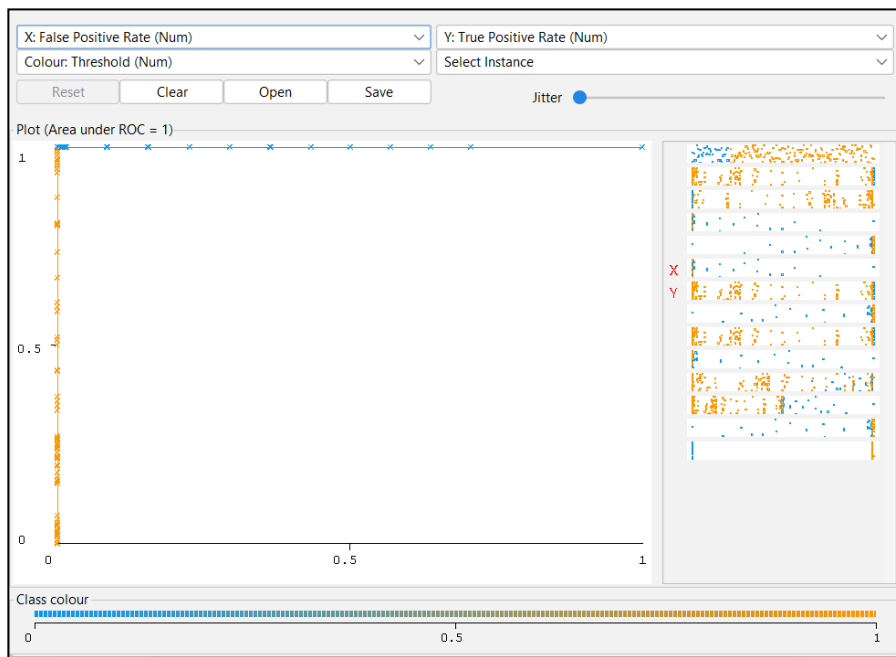 X: False Positive Rate (Num) Y: True Positive Rate (Num)
Colour: Threshold (Num) Select Instance
Reset Clear Open Save Jitter
Plot (Area under ROC = 1)
1
X
Y
0.5
0
0 0.5 1
Class colour
0 0.5 1